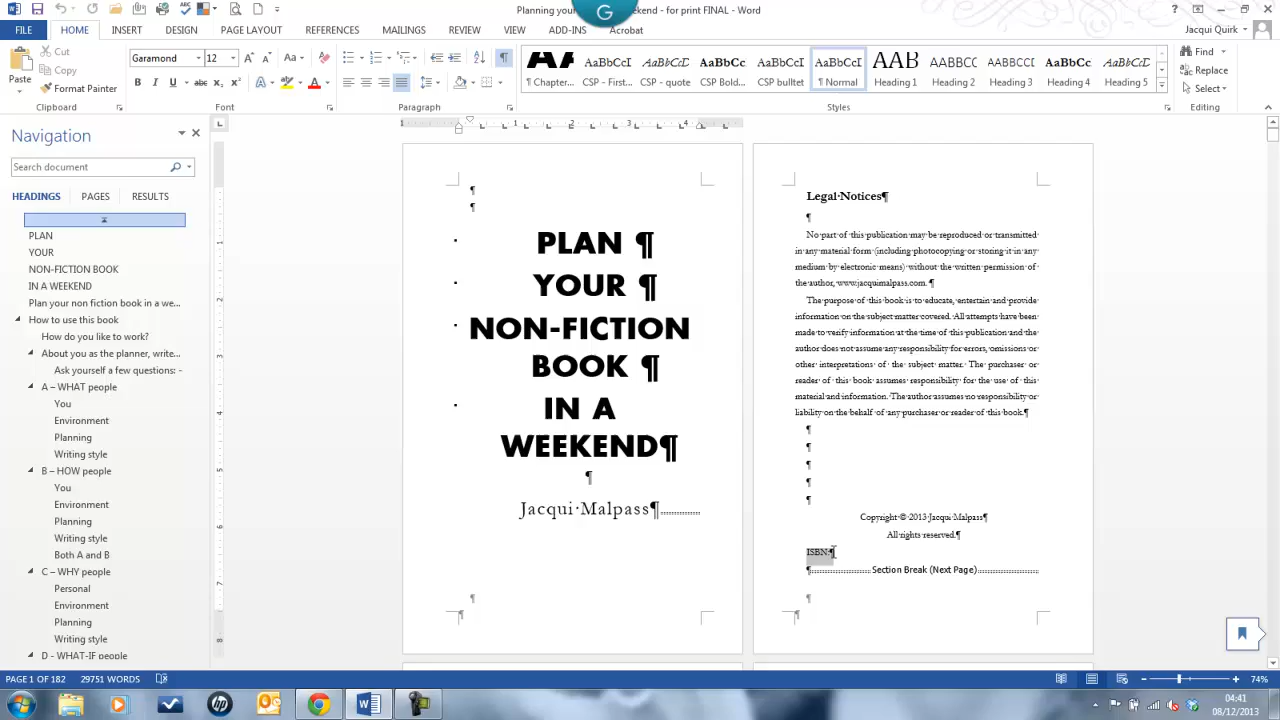 Planning yo
ekend - for print FINAL - Word
FILE HOME INSERT DESIGN PAGE LAYOUT REFERENCES MAILINGS REVIEW VIEW ADD-INS Acrobat
Jacqui Quirk
Paste
Cut
Copy
Format Painter
Clipboard
Garamond 12
Font
Paragraph
¶ Chapter... CSP - First... CSP - quote CSP Bold... CSP bulltet ¶ Normal Heading 1 Heading 2 Heading 3 Heading 4 Heading 5
Styles
Find
Replace
Select
Editing
Navigation
Search document
HEADINGS PAGES RESULTS
PLAN
YOUR
NON-FICTION BOOK
IN A WEEKEND
Plan your non fiction book in a we...
How to use this book
How do you like to work?
About you as the planner, write...
Ask yourself a few questions: -
A – WHAT people
You
Environment
Planning
Writing style
B – HOW people
You
Environment
Planning
Writing style
Both A and B
C – WHY people
Personal
Environment
Planning
Writing style
D - WHAT-IF people
PLAN ¶
YOUR ¶
NON-FICTION
BOOK ¶
IN A
WEEKEND¶
¶
Jacqui·Malpass¶
Legal·Notices¶
¶
No part of this publication may be reproduced or transmitted
in any material form (including photocopying or storing it in any
medium by electronic means) without the written permission of
the author, www.jacquimalpass.com. ¶
The purpose of this book is to educate, entertain and provide
information on the subject matter covered. All attempts have been
made to verify information at the time of this publication and the
author does not assume any responsibility for errors, omissions or
other interpretations of the subject matter. The purchaser or
reader of this book assumes responsibility for the use of this
material and information. The author assumes no responsibility or
liability on the behalf of any purchaser or reader of this book.¶
¶
¶
¶
¶
¶
Copyright © 2013 Jacqui Malpass¶
All rights reserved.¶
ISBN:¶
¶ Section Break (Next Page)
¶
PAGE 1 OF 182 29751 WORDS
74%
04:41
08/12/2013